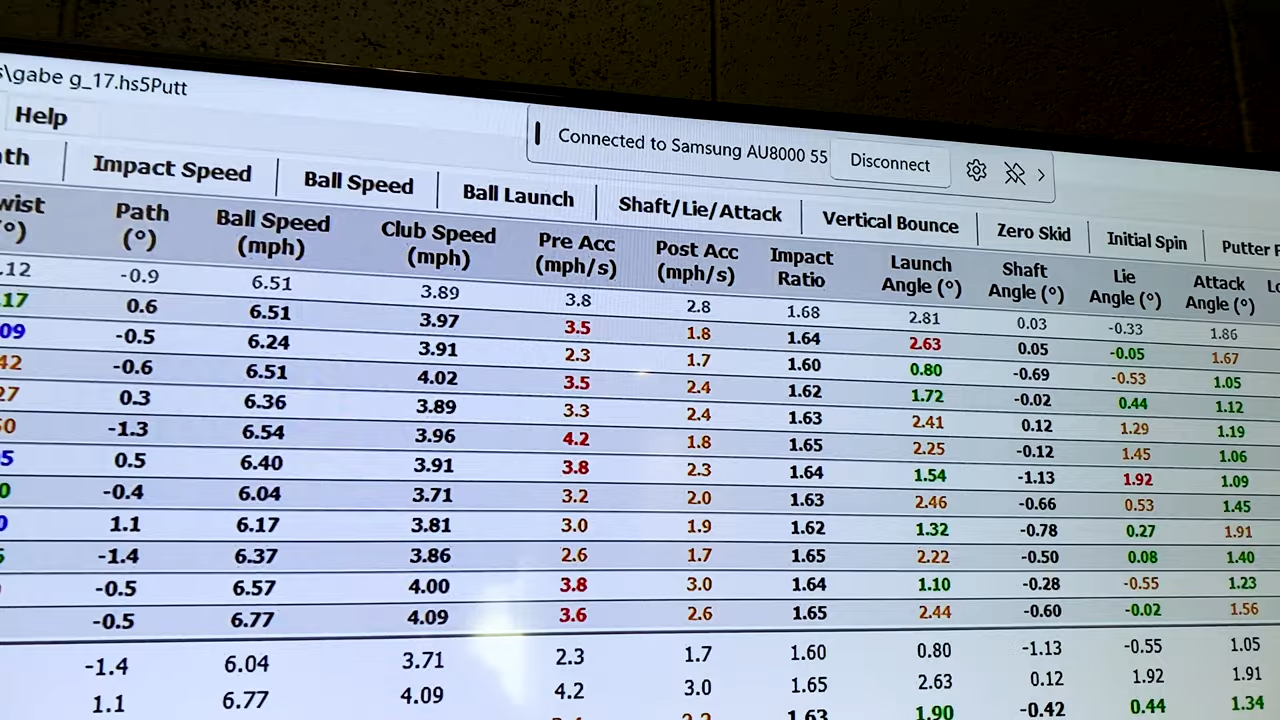 s\gabe g_17.hs5Putt
Help
Connected to Samsung AU8000 55 Disconnect
ath Impact Speed Ball Speed Ball Launch Shaft/Lie/Attack Vertical Bounce Zero Skid Initial Spin Putter F
wist (°) Path (°) Ball Speed (mph) Club Speed (mph) Pre Acc (mph/s) Post Acc (mph/s) Impact Ratio Launch Angle (°) Shaft Angle (°) Lie Angle (°) Attack Angle (°) Lo
.12 -0.9 6.51 3.89 3.8 2.8 1.68 2.81 0.03 -0.33 1.86
.17 0.6 6.51 3.97 3.5 1.8 1.64 2.63 0.05 -0.05 1.67
09 -0.5 6.24 3.91 2.3 1.7 1.60 0.80 -0.69 -0.53 1.05
42 -0.6 6.51 4.02 3.5 2.4 1.62 1.72 -0.02 0.44 1.12
27 0.3 6.36 3.89 3.3 2.4 1.63 2.41 0.12 1.29 1.19
50 -1.3 6.54 3.96 4.2 1.8 1.65 2.25 -0.12 1.45 1.06
5 0.5 6.40 3.91 3.8 2.3 1.64 1.54 -1.13 1.92 1.09
0 -0.4 6.04 3.71 3.2 2.0 1.63 2.46 -0.66 0.53 1.45
0 1.1 6.17 3.81 3.0 1.9 1.62 1.32 -0.78 0.27 1.91
-1.4 6.37 3.86 2.6 1.7 1.65 2.22 -0.50 0.08 1.40
-0.5 6.57 4.00 3.8 3.0 1.64 1.10 -0.28 -0.55 1.23
-0.5 6.77 4.09 3.6 2.6 1.65 2.44 -0.60 -0.02 1.56
-1.4 6.04 3.71 2.3 1.7 1.60 0.80 -1.13 -0.55 1.05
1.1 6.77 4.09 4.2 3.0 1.65 2.63 0.12 1.92 1.91
1.63 1.90 -0.42 0.44 1.34